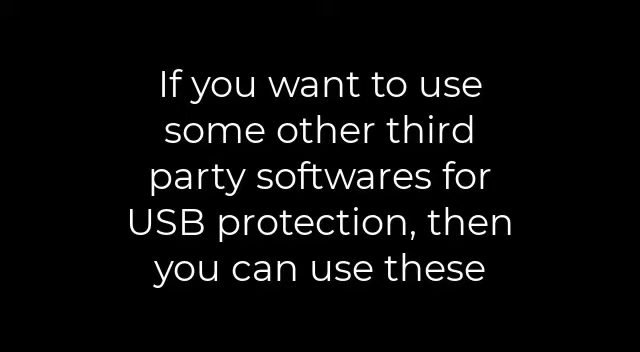 If you want to use
some other third
party softwares for
USB protection, then
you can use these